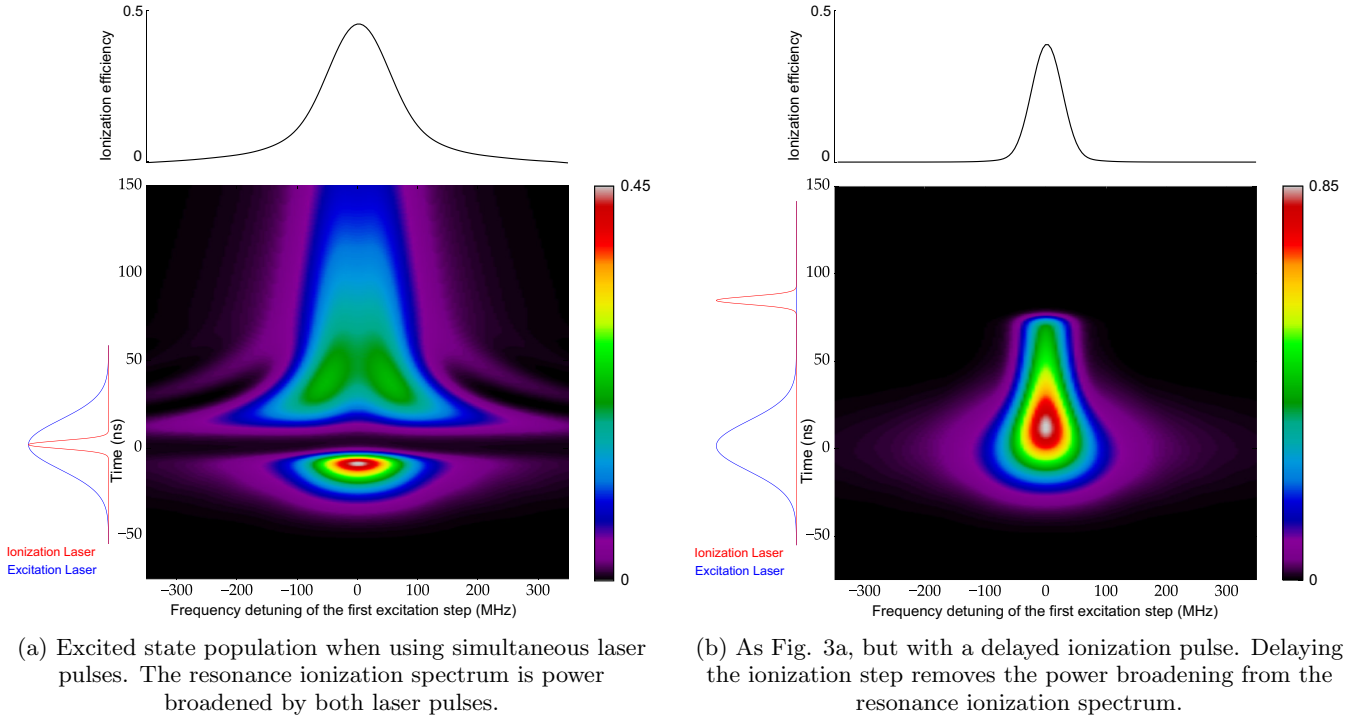 0.5
Ionization efficiency
0
150
100
50
0
−50
Time (ns)
Ionization Laser
Excitation Laser
0.45
0
−300 −200 −100 0 100 200 300
Frequency detuning of the first excitation step (MHz)
(a) Excited state population when using simultaneous laser
pulses. The resonance ionization spectrum is power
broadened by both laser pulses.
0.5
Ionization efficiency
0
150
100
50
0
−50
Time (ns)
Ionization Laser
Excitation Laser
0.85
0
−300 −200 −100 0 100 200 300
Frequency detuning of the first excitation step (MHz)
(b) As Fig. 3a, but with a delayed ionization pulse. Delaying
the ionization step removes the power broadening from the
resonance ionization spectrum.